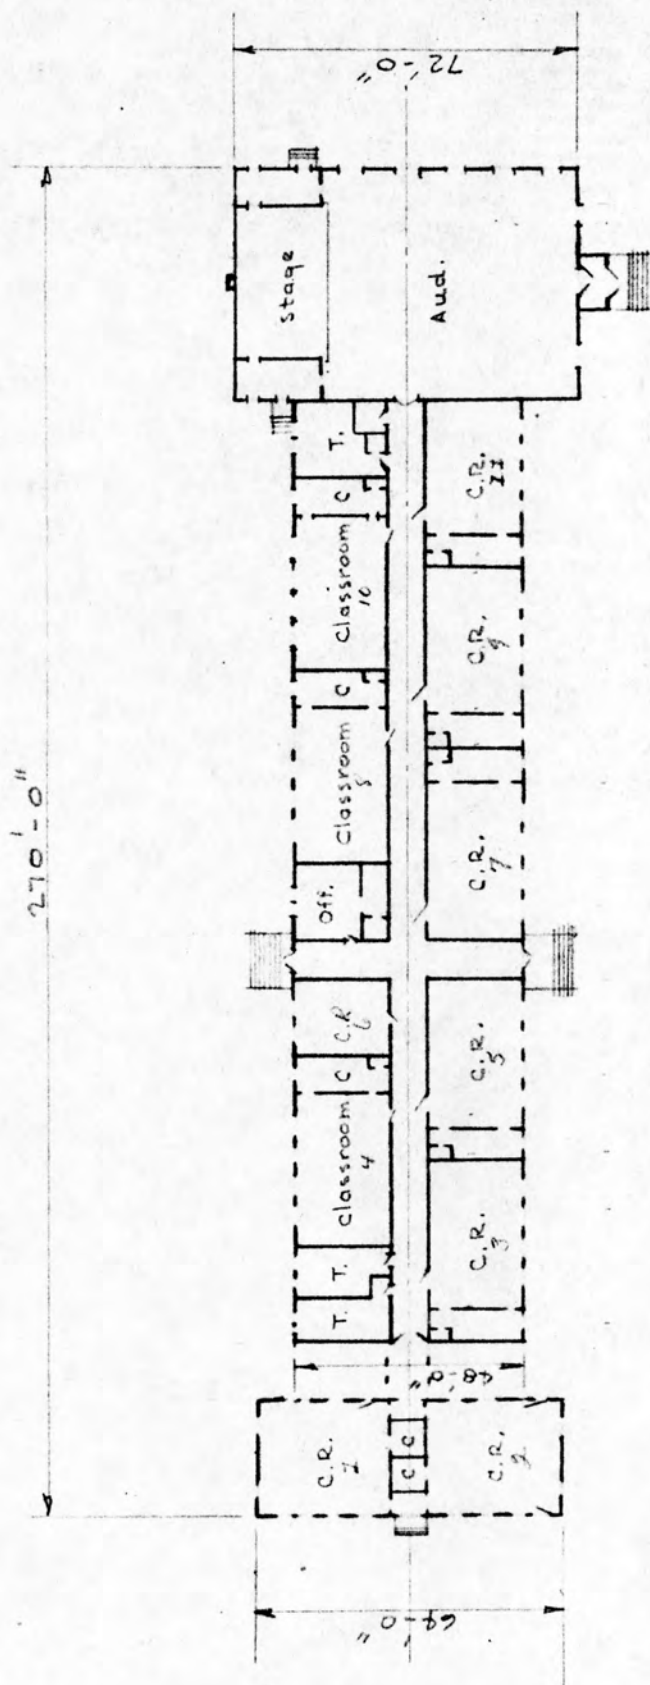 270'-0"
T.
T.
Classroom
4
C
C.R
6
Off.
Classroom
8
C
Classroom
10
C
T.
Stage
C.R.
1
64'-0"
C
C
48'-0"
72'-0"
C.R.
2
C.R.
3
C.R.
5
C.R.
7
C.R.
9
C.R.
11
Aud.